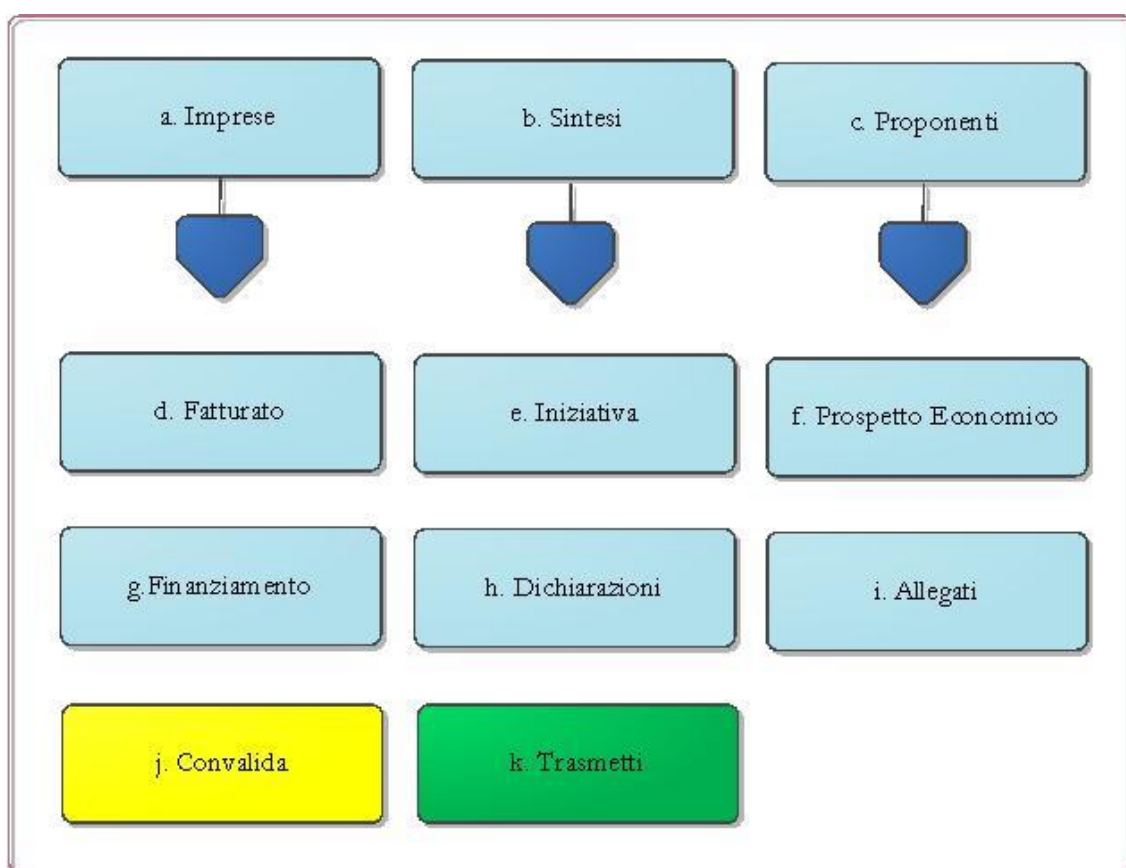 a. Imprese
b. Sintesi
c. Proponenti
d. Fatturato
e. Iniziativa
f. Prospetto Economico
g.Finanziamento
h. Dichiarazioni
i. Allegati
j. Convalida
k. Trasmetti